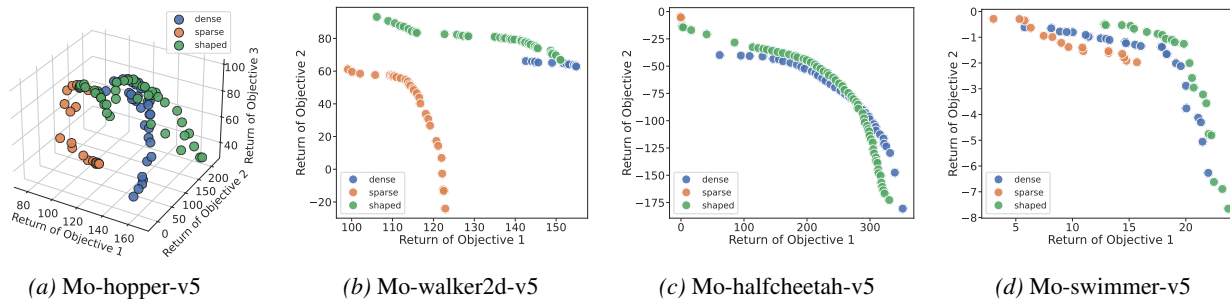 dense
sparse
shaped
Return of Objective 3
100
80
60
40
200
150
100
50
0
Return of Objective 2
80
100
120
140
160
Return of Objective 1
(a) Mo-hopper-v5
Return of Objective 2
80
60
40
20
0
−20
dense
sparse
shaped
100 110 120 130 140 150
Return of Objective 1
(b) Mo-walker2d-v5
Return of Objective 2
0
−25
−50
−75
−100
−125
−150
−175
dense
sparse
shaped
0 100 200 300
Return of Objective 1
(c) Mo-halfcheetah-v5
Return of Objective 2
0
−1
−2
−3
−4
−5
−6
−7
−8
dense
sparse
shaped
5 10 15 20
Return of Objective 1
(d) Mo-swimmer-v5